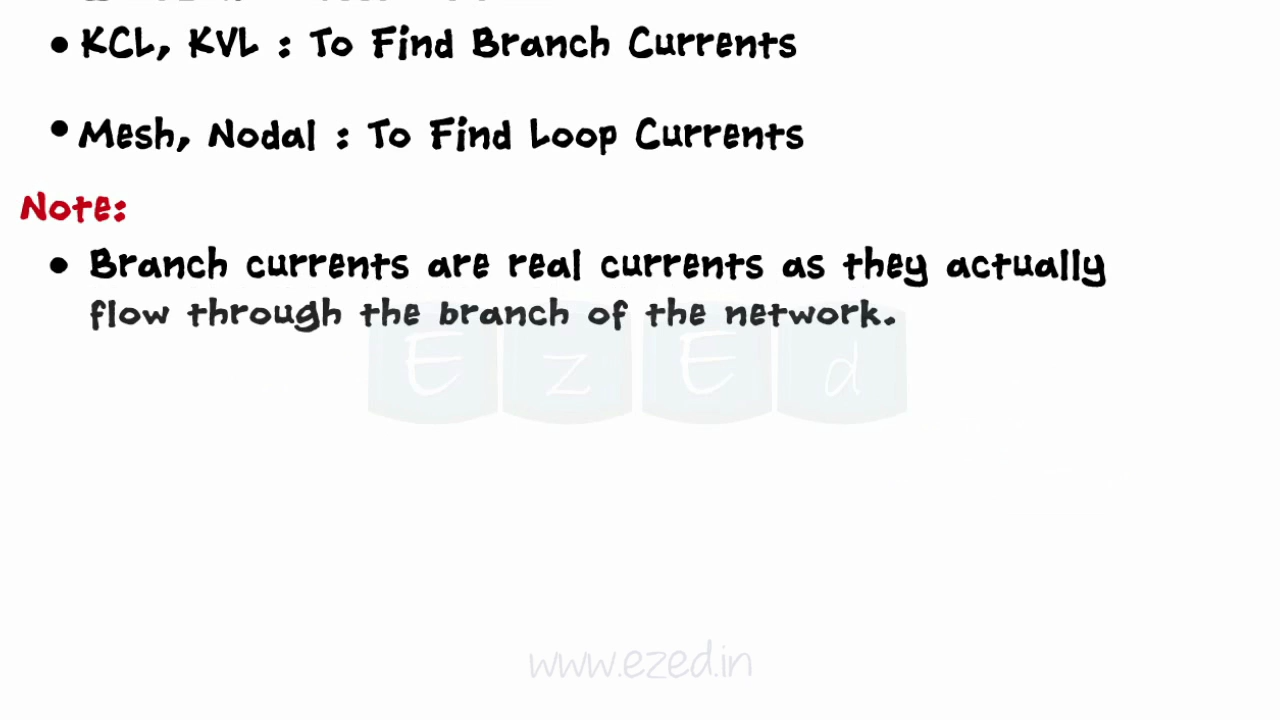 • KCL, KVL : To Find Branch Currents
• Mesh, Nodal : To Find Loop Currents
Note:
• Branch currents are real currents as they actually
flow through the branch of the network.
E z E d
www.ezed.in